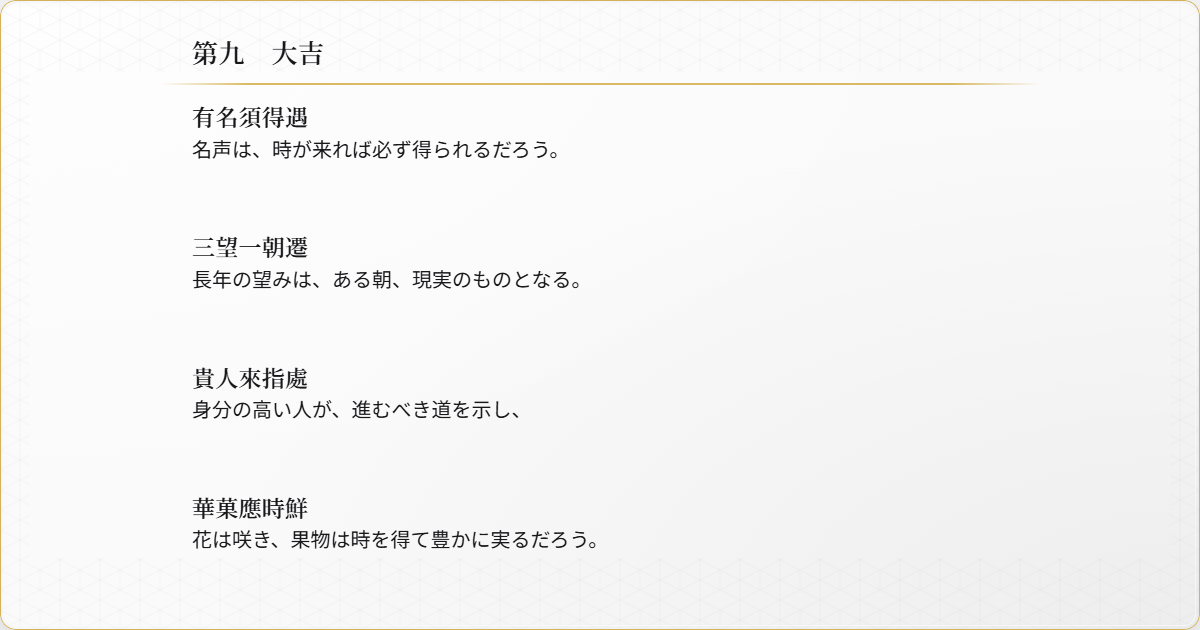 第九　大吉
有名須得遇
名声は、時が来れば必ず得られるだろう。
三望一朝遷
長年の望みは、ある朝、現実のものとなる。
貴人來指處
身分の高い人が、進むべき道を示し、
華菓應時鮮
花は咲き、果物は時を得て豊かに実るだろう。